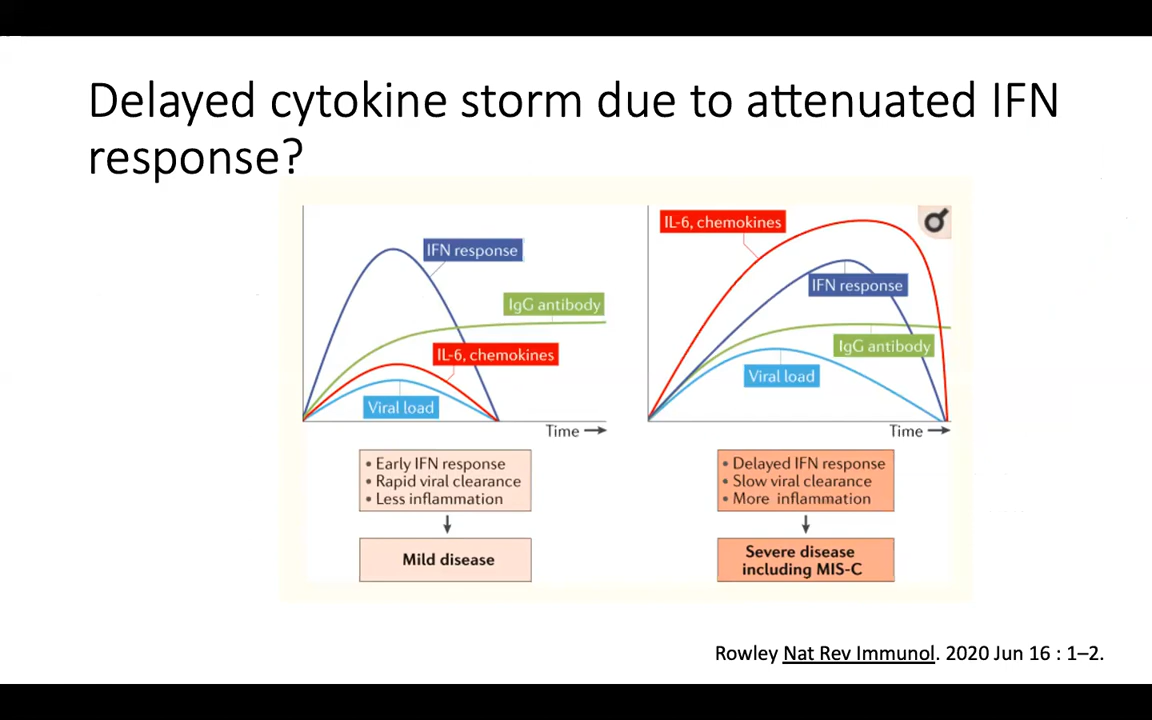 Delayed cytokine storm due to attenuated IFN
response?
IFN response
IgG antibody
IL-6, chemokines
Viral load
Time
• Early IFN response
• Rapid viral clearance
• Less inflammation
Mild disease
IL-6, chemokines
IFN response
IgG antibody
Viral load
Time
• Delayed IFN response
• Slow viral clearance
• More inflammation
Severe disease
including MIS-C
Rowley Nat Rev Immunol. 2020 Jun 16 : 1–2.